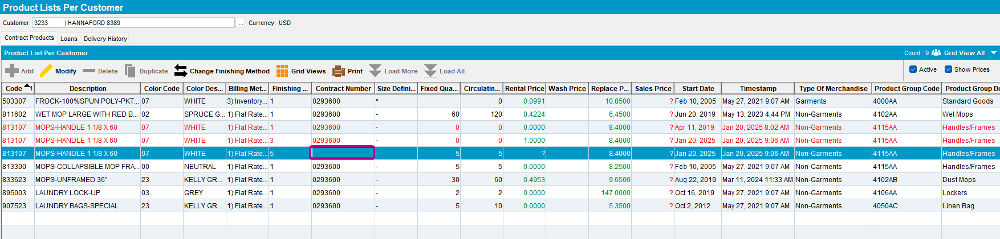 Product Lists Per Customer
Customer 3233 | HANNAFORD 8389 ... Currency: USD
Contract Products Loans Delivery History
Product List Per Customer Count : 9 Grid View All
Add Modify Delete Duplicate Change Finishing Method Grid Views Print Load More Load All Active Show Prices
Code 1 Description Color Code Color Des... Billing Met... Finishing ... Contract Number Size Defini... Fixed Qua... Circulatin... Rental Price Wash Price Replace P... Sales Price Start Date Timestamp Type Of Merchandise Product Group Code Product Group De
503307 FROCK-100%SPUN POLY-PKT... 07 WHITE 3) Inventory... 1 0293600 * 0 0.0991 10.8500 ? Feb 10, 2005 May 27, 2021 9:07 AM Garments 4000AA Standard Goods
811602 WET MOP LARGE WITH RED B... 02 SPRUCE G... 1) Flat Rate... 1 0293600 - 60 120 0.4224 6.4500 ? Jun 20, 2019 May 13, 2023 4:44 PM Non-Garments 4102AA Wet Mops
813107 MOPS-HANDLE 1 1/8 X 60 07 WHITE 1) Flat Rate... 1 0293600 - 0 0 0.0000 8.4000 ? Apr 11, 2019 Jan 20, 2025 8:02 AM Non-Garments 4115AA Handles/Frames
813107 MOPS-HANDLE 1 1/8 X 60 07 WHITE 1) Flat Rate... 3 0293600 - 0 0 1.0000 8.4000 ? Jan 20, 2025 Jan 20, 2025 9:06 AM Non-Garments 4115AA Handles/Frames
813107 MOPS-HANDLE 1 1/8 X 60 07 WHITE 1) Flat Rate... 5 - 5 5 ? 8.4000 ? Jan 20, 2025 Jan 20, 2025 9:06 AM Non-Garments 4115AA Handles/Frames
813300 MOPS-COLLAPSIBLE MOP FRA... 00 NEUTRAL 1) Flat Rate... 1 0293600 - 5 5 0.0000 8.2500 ? Feb 10, 2005 May 27, 2021 9:07 AM Non-Garments 4115AA Handles/Frames
833623 MOPS-UNFRAMED 36" 23 KELLY GR... 1) Flat Rate... 1 0293600 - 30 60 0.4953 9.6500 ? Aug 22, 2019 Mar 11, 2024 11:33 AM Non-Garments 4102AB Dust Mops
895003 LAUNDRY LOCK-UP 03 GREY 1) Flat Rate... 1 0293600 - 2 2 0.0000 147.0000 ? Oct 16, 2019 May 27, 2021 9:07 AM Non-Garments 4106AA Lockers
907523 LAUNDRY BAGS-SPECIAL 23 KELLY GR... 1) Flat Rate... 1 0293600 - 5 10 0.0000 5.3500 ? Oct 2, 2012 May 27, 2021 9:07 AM Non-Garments 4050AC Linen Bag